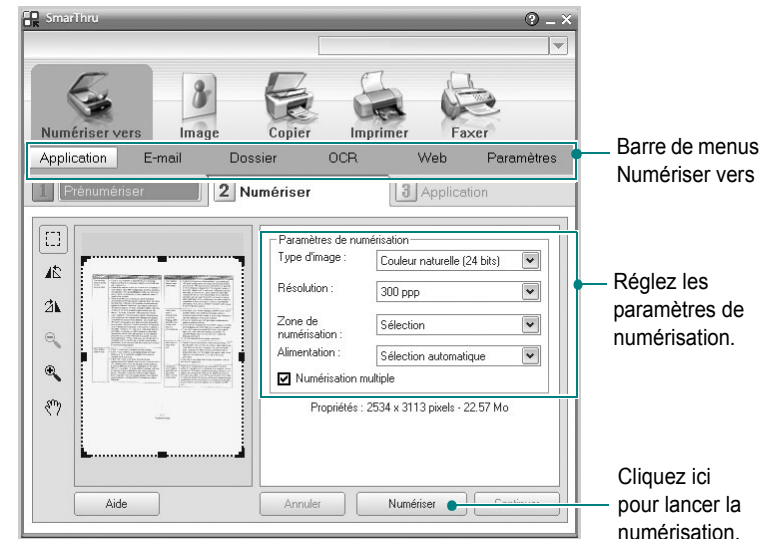 SmarThru
Numériser vers Image Copier Imprimer Faxer
Application E-mail Dossier OCR Web Paramètres
1 Prénumériser 2 Numériser 3 Application
Barre de menus
Numériser vers
Paramètres de numérisation
Type d'image : Couleur naturelle (24 bits)
Résolution : 300 ppp
Zone de
numérisation : Sélection
Alimentation : Sélection automatique
Numérisation multiple
Propriétés : 2534 x 3113 pixels - 22.57 Mo
Réglez les
paramètres de
numérisation.
Aide Annuler Numériser Continuer
Cliquez ici
pour lancer la
numérisation.